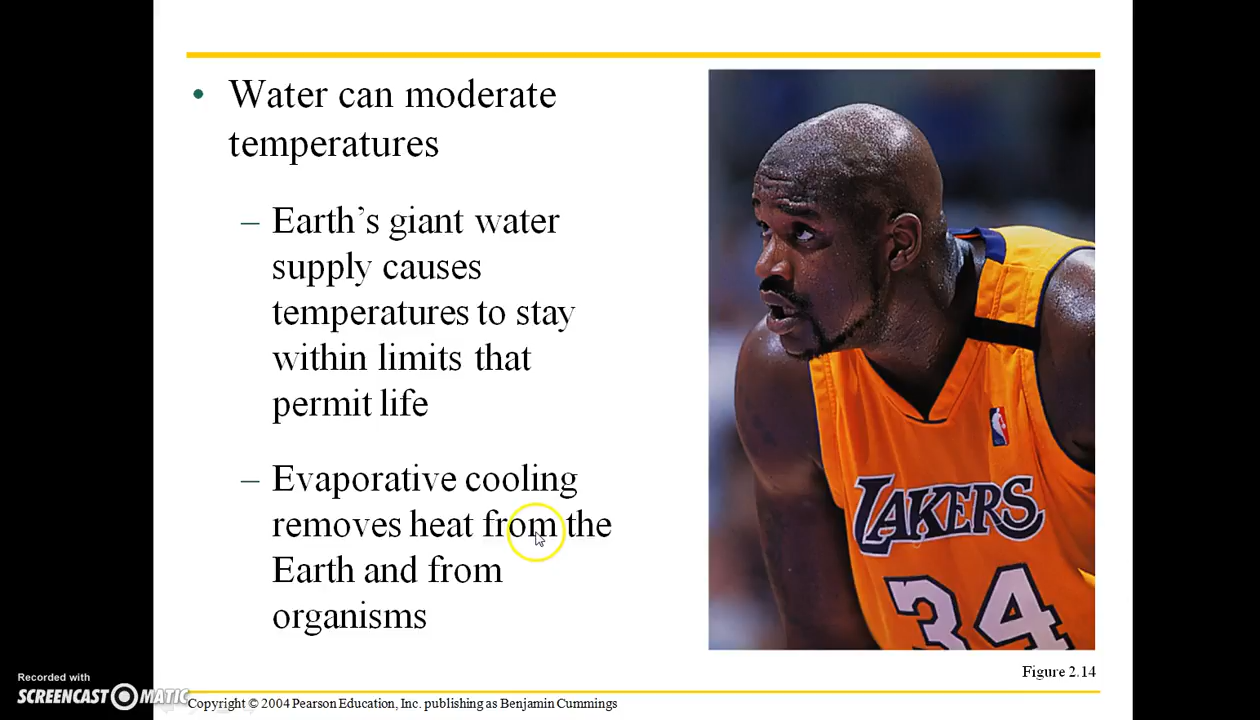 • Water can moderate
temperatures
– Earth's giant water
supply causes
temperatures to stay
within limits that
permit life
– Evaporative cooling
removes heat from the
Earth and from
organisms
LAKERS
34
Figure 2.14
Recorded with
SCREENCAST MATIC
Copyright © 2004 Pearson Education, Inc. publishing as Benjamin Cummings